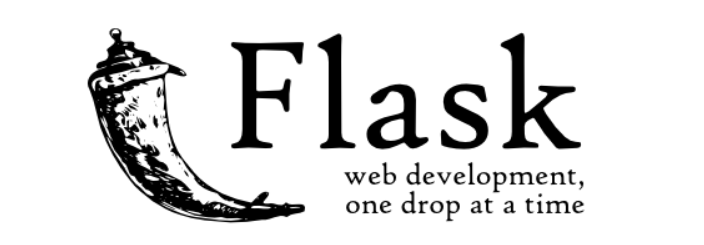 Flask
web development,
one drop at a time